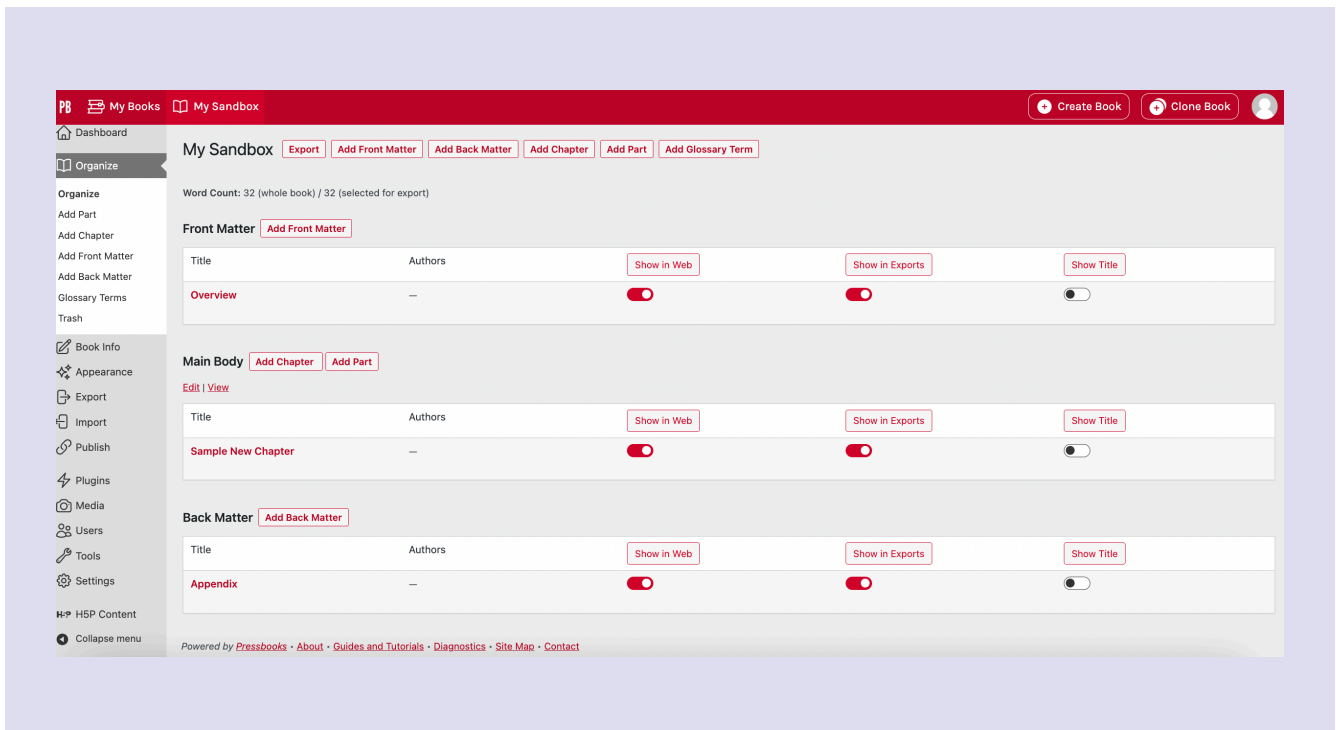 PB My Books My Sandbox Create Book Clone Book
Dashboard
Organize
Organize
Add Part
Add Chapter
Add Front Matter
Add Back Matter
Glossary Terms
Trash
Book Info
Appearance
Export
Import
Publish
Plugins
Media
Users
Tools
Settings
H-P H5P Content
Collapse menu
My Sandbox Export Add Front Matter Add Back Matter Add Chapter Add Part Add Glossary Term
Word Count: 32 (whole book) / 32 (selected for export)
Front Matter Add Front Matter
Title Authors Show in Web Show in Exports Show Title
Overview —
Main Body Add Chapter Add Part
Edit | View
Title Authors Show in Web Show in Exports Show Title
Sample New Chapter —
Back Matter Add Back Matter
Title Authors Show in Web Show in Exports Show Title
Appendix —
Powered by Pressbooks • About • Guides and Tutorials • Diagnostics • Site Map • Contact